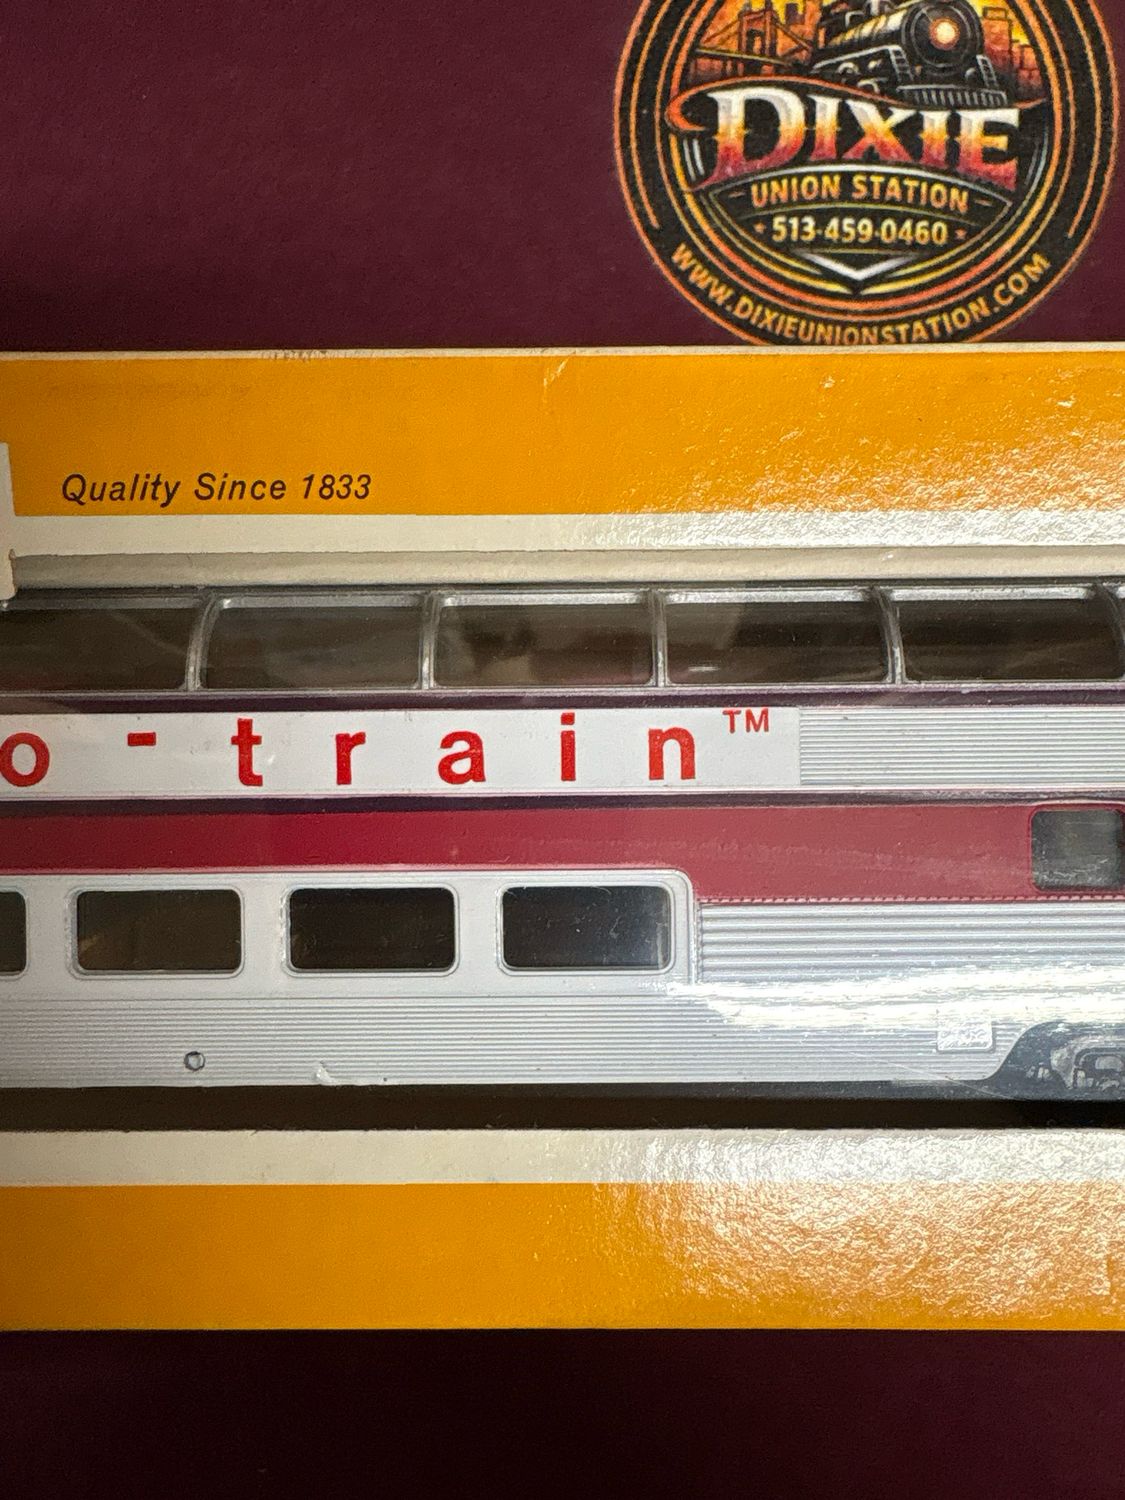 DIXIE
UNION STATION
513-459-0460
WWW.DIXIEUNIONSTATION.COM
Quality Since 1833
o-train™